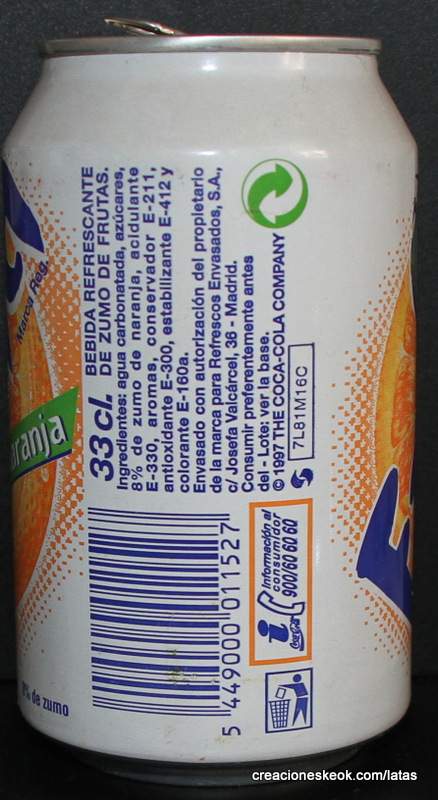 Marca Reg.
aranja
8% de zumo
33 cl.
BEBIDA REFRESCANTE
DE ZUMO DE FRUTAS.
Ingredientes: agua carbonatada, azúcares,
8% de zumo de naranja, acidulante
E-330, aromas, conservador E-211,
antioxidante E-300, estabilizante E-412 y
colorante E-160a.
Envasado con autorización del propietario
de la marca para Refrescos Envasados, S.A.,
c/ Josefa Valcárcel, 36 - Madrid.
Consumir preferentemente antes
del - Lote: ver la base.
© 1997 THE COCA-COLA COMPANY
7L81M16C
5 449000 011527
Información al
consumidor
900/60 60 60
i
Coca-Cola
F
creacioneskeok.com/latas